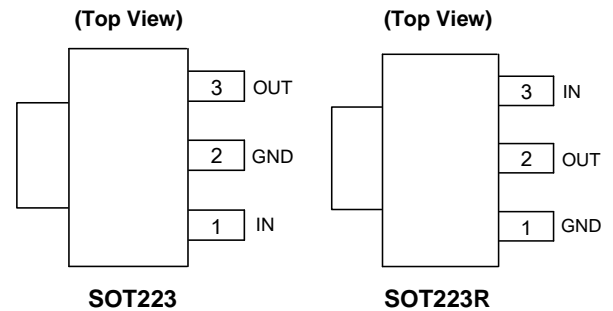 (Top View)
3 OUT
2 GND
1 IN
SOT223
(Top View)
3 IN
2 OUT
1 GND
SOT223R